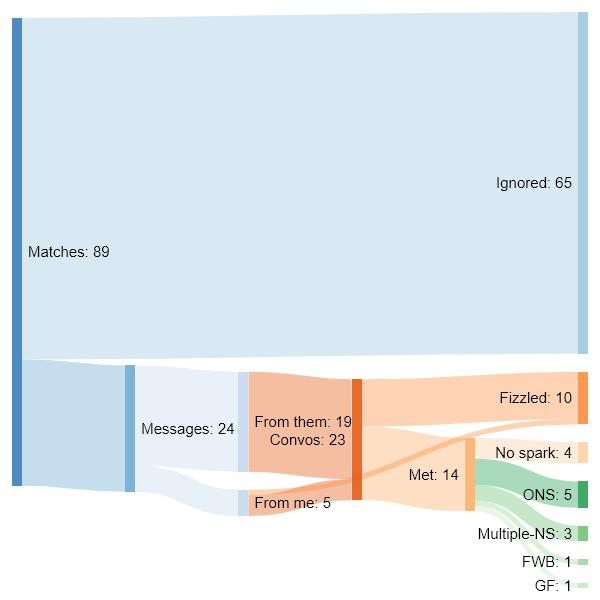 Ignored: 65
Matches: 89
Fizzled: 10
From them: 19
Messages: 24
Convos: 23
No spark: 4
Met: 14
ONS: 5
From me: 5
Multiple-NS: 3
FWB: 1
GF: 1